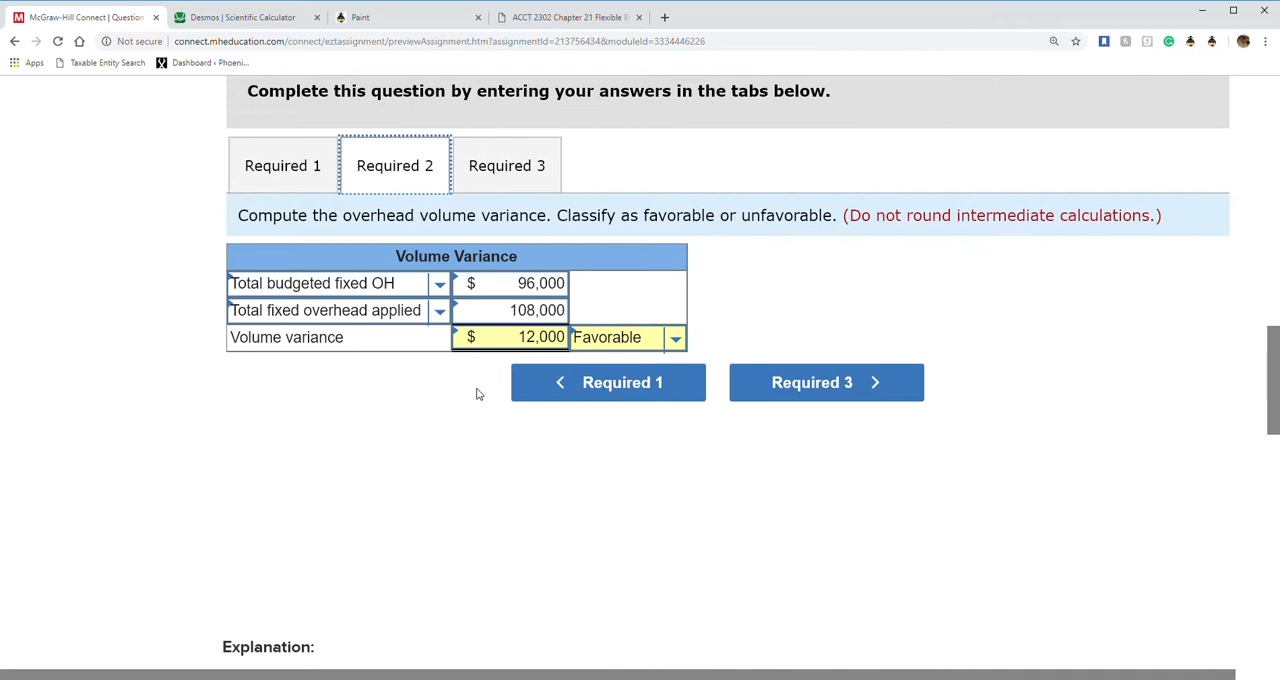 McGraw-Hill Connect | Question
Desmos | Scientific Calculator
Paint
ACCT 2302 Chapter 21 Flexible B
Not secure | connect.mheducation.com/connect/eztassignment/previewAssignment.htm?assignmentId=213756434&moduleId=3334446226
Apps
Taxable Entity Search
Dashboard ‹ Phoeni...
Complete this question by entering your answers in the tabs below.
Required 1
Required 2
Required 3
Compute the overhead volume variance. Classify as favorable or unfavorable. (Do not round intermediate calculations.)
Volume Variance
Total budgeted fixed OH $ 96,000
Total fixed overhead applied 108,000
Volume variance $ 12,000 Favorable
< Required 1
Required 3 >
Explanation: